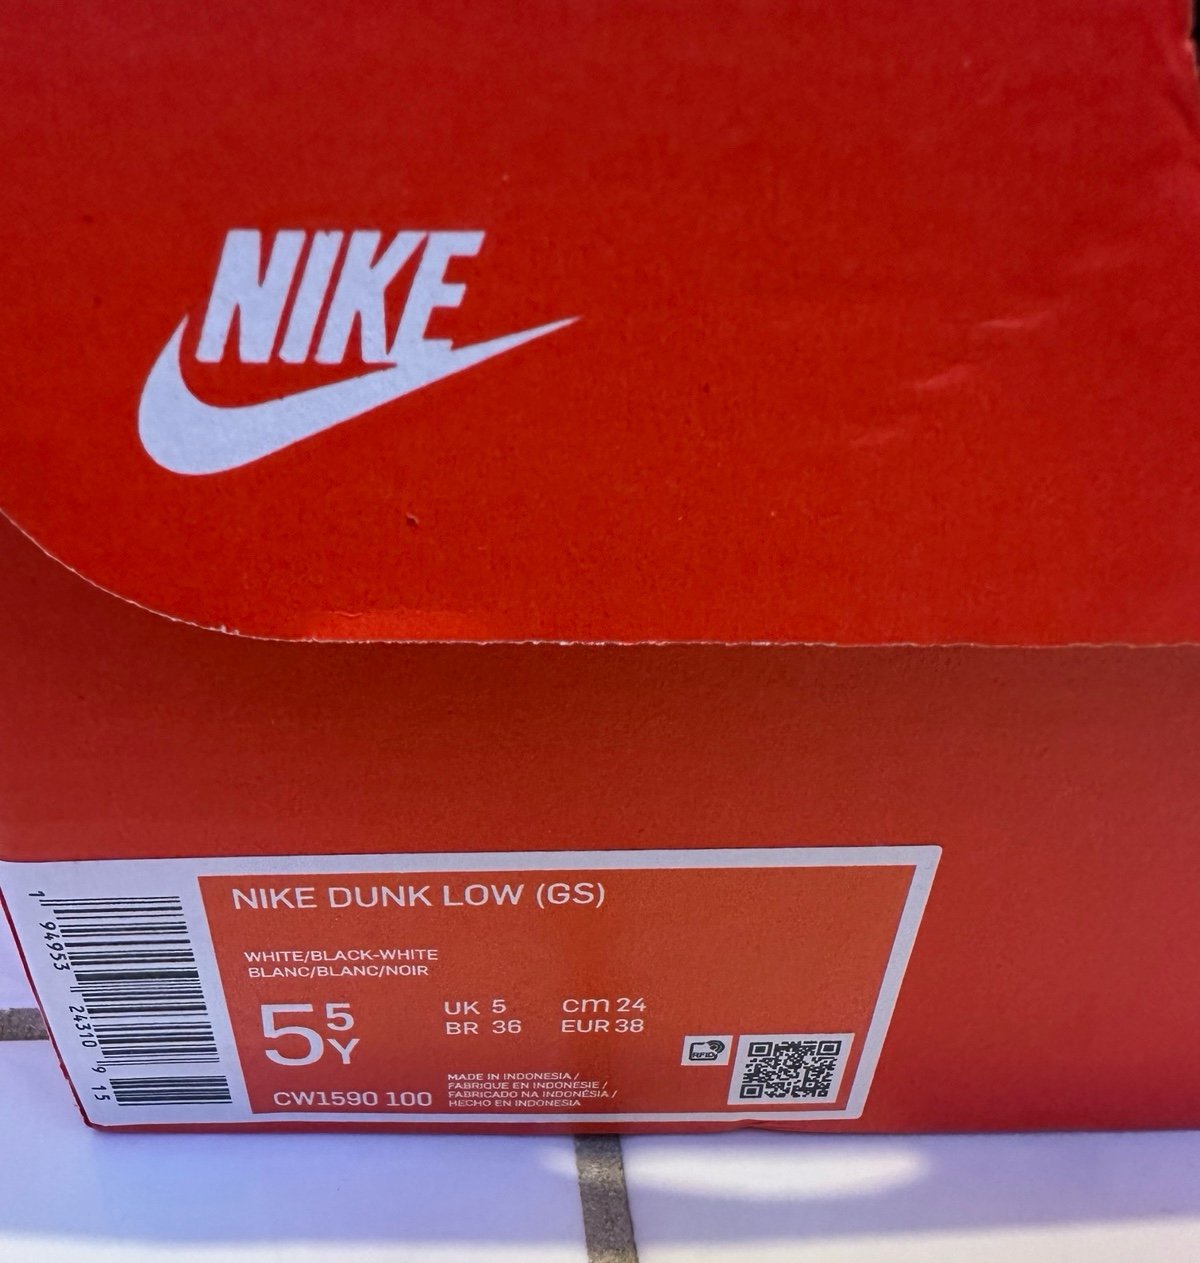 NIKE
NIKE DUNK LOW (GS)
WHITE/BLACK-WHITE
BLANC/BLANC/NOIR
5 5Y
UK 5 cm 24
BR 36 EUR 38
CW1590 100
MADE IN INDONESIA /
FABRIQUE EN INDONESIE /
FABRICADO NA INDONÉSIA /
HECHO EN INDONESIA
RFID
1 94953 24310 9 15